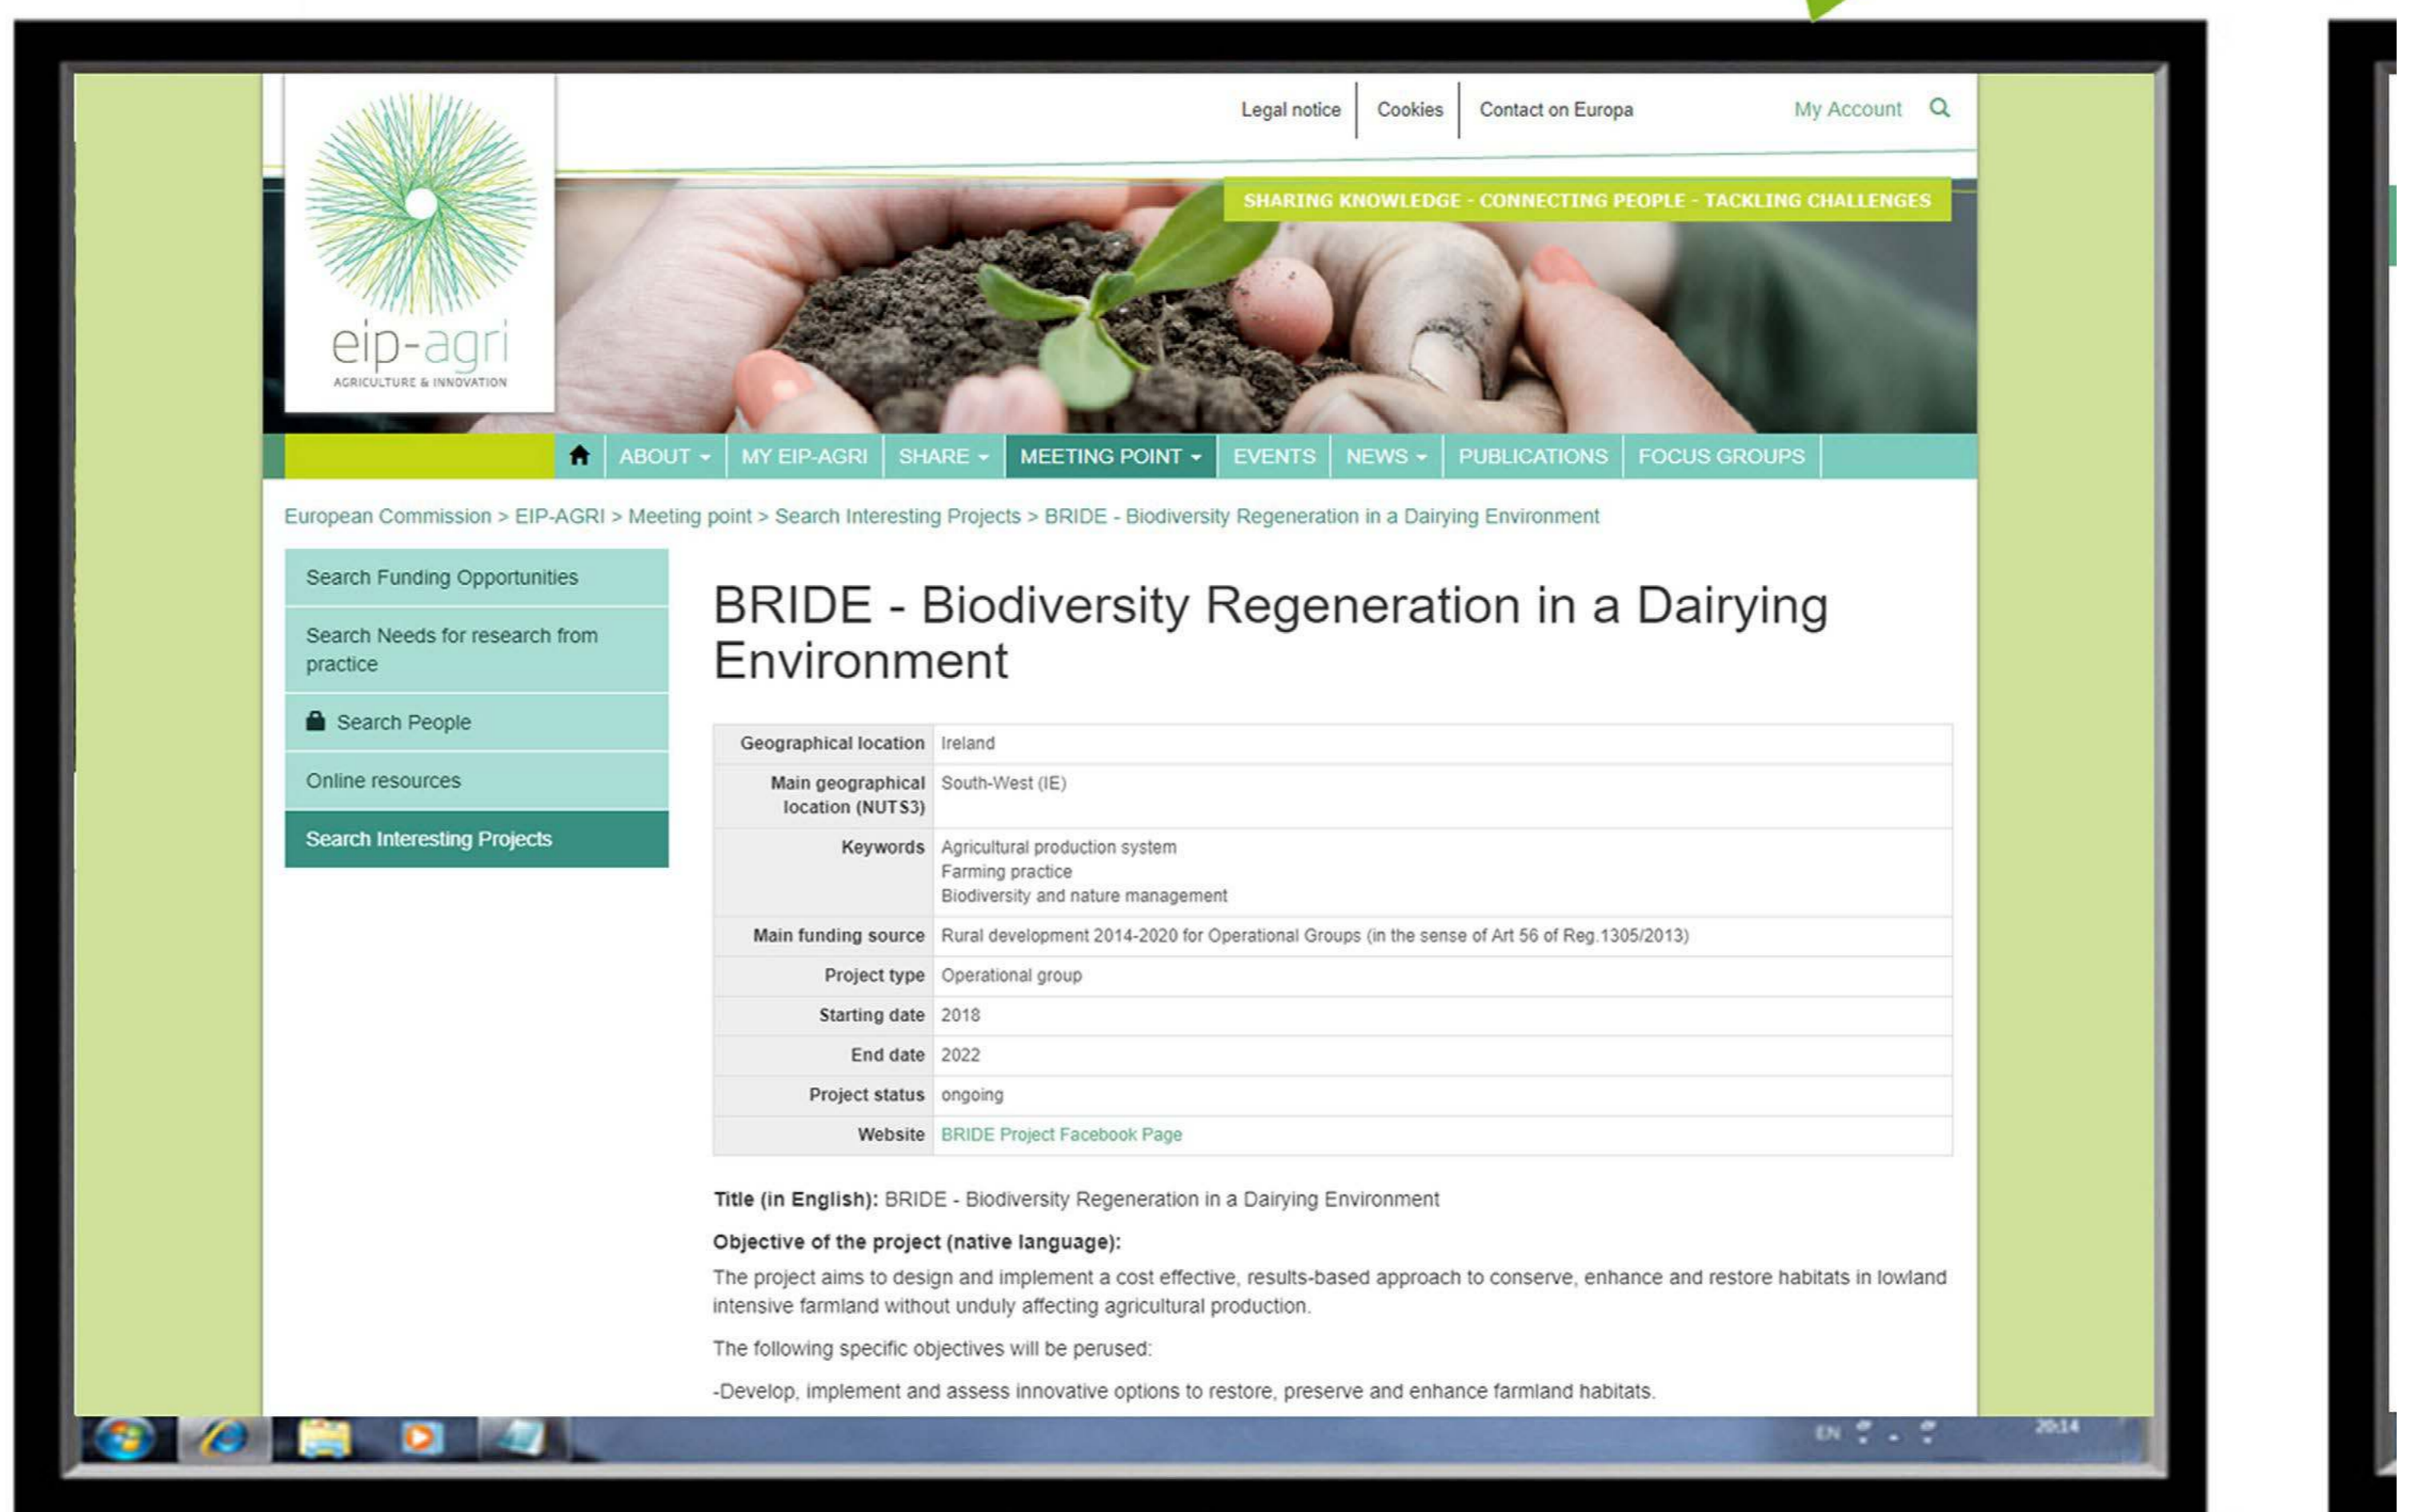 Legal notice
Cookies
Contact on Europa
My Account
SHARING KNOWLEDGE - CONNECTING PEOPLE - TACKLING CHALLENGES
eip-agri
AGRICULTURE & INNOVATION
ABOUT
MY EIP-AGRI
SHARE
MEETING POINT
EVENTS
NEWS
PUBLICATIONS
FOCUS GROUPS
European Commission > EIP-AGRI > Meeting point > Search Interesting Projects > BRIDE - Biodiversity Regeneration in a Dairying Environment
Search Funding Opportunities
Search Needs for research from
practice
Search People
Online resources
Search Interesting Projects
BRIDE - Biodiversity Regeneration in a Dairying
Environment
Geographical location Ireland
Main geographical South-West (IE)
location (NUTS3)
Keywords Agricultural production system
Farming practice
Biodiversity and nature management
Main funding source Rural development 2014-2020 for Operational Groups (in the sense of Art 56 of Reg.1305/2013)
Project type Operational group
Starting date 2018
End date 2022
Project status ongoing
Website BRIDE Project Facebook Page
Title (in English): BRIDE - Biodiversity Regeneration in a Dairying Environment
Objective of the project (native language):
The project aims to design and implement a cost effective, results-based approach to conserve, enhance and restore habitats in lowland
intensive farmland without unduly affecting agricultural production.
The following specific objectives will be perused:
-Develop, implement and assess innovative options to restore, preserve and enhance farmland habitats.
EN
20:14